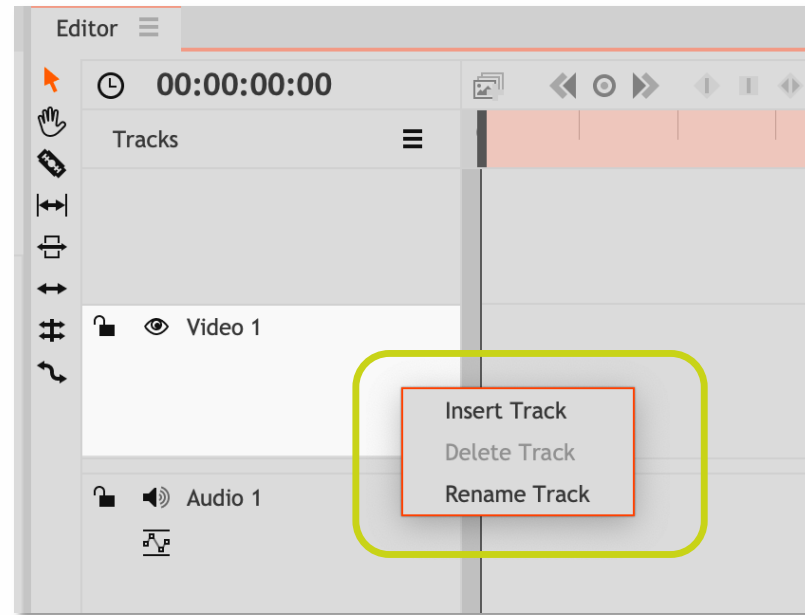 Editor
00:00:00:00
Tracks
Video 1
Insert Track
Delete Track
Rename Track
Audio 1